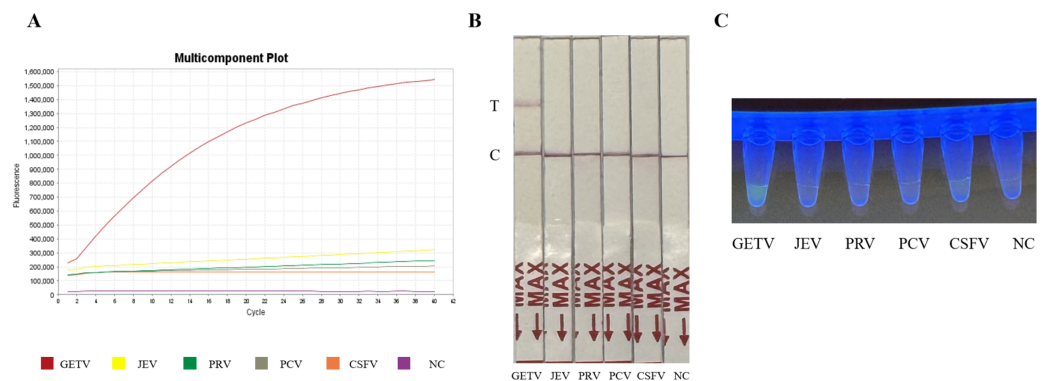 A
Multicomponent Plot
Fluorescence
1,600,000
1,500,000
1,400,000
1,300,000
1,200,000
1,100,000
1,000,000
900,000
800,000
700,000
600,000
500,000
400,000
300,000
200,000
100,000
0
0 2 4 6 8 10 12 14 16 18 20 22 24 26 28 30 32 34 36 38 40 42
Cycle
GETV JEV PRV PCV CSFV NC
B
T
C
MAX MAX MAX MAX MAX MAX MAX MAX MAX
GETV JEV PRV PCV CSFV NC
C
GETV JEV PRV PCV CSFV NC